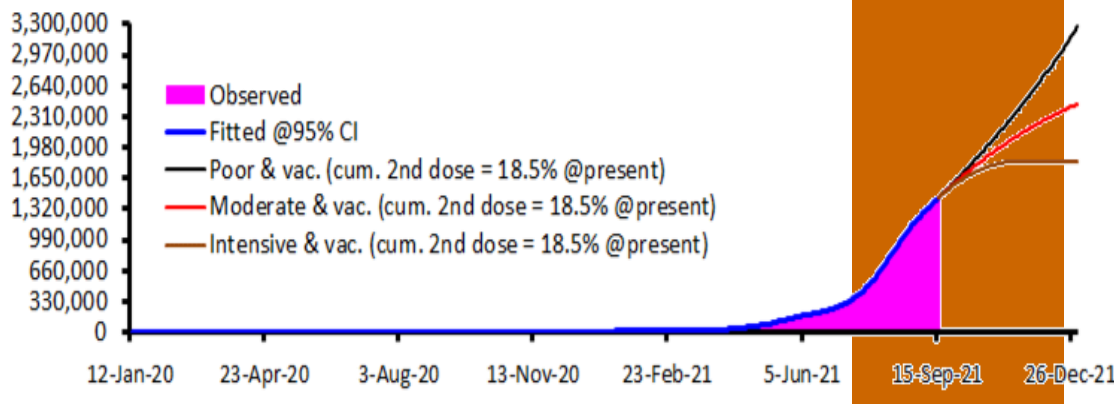 3,300,000
2,970,000
2,640,000
2,310,000
1,980,000
1,650,000
1,320,000
990,000
660,000
330,000
0
Observed
Fitted @95% CI
Poor & vac. (cum. 2nd dose = 18.5% @present)
Moderate & vac. (cum. 2nd dose = 18.5% @present)
Intensive & vac. (cum. 2nd dose = 18.5% @present)
12-Jan-20 23-Apr-20 3-Aug-20 13-Nov-20 23-Feb-21 5-Jun-21 15-Sep-21 26-Dec-21